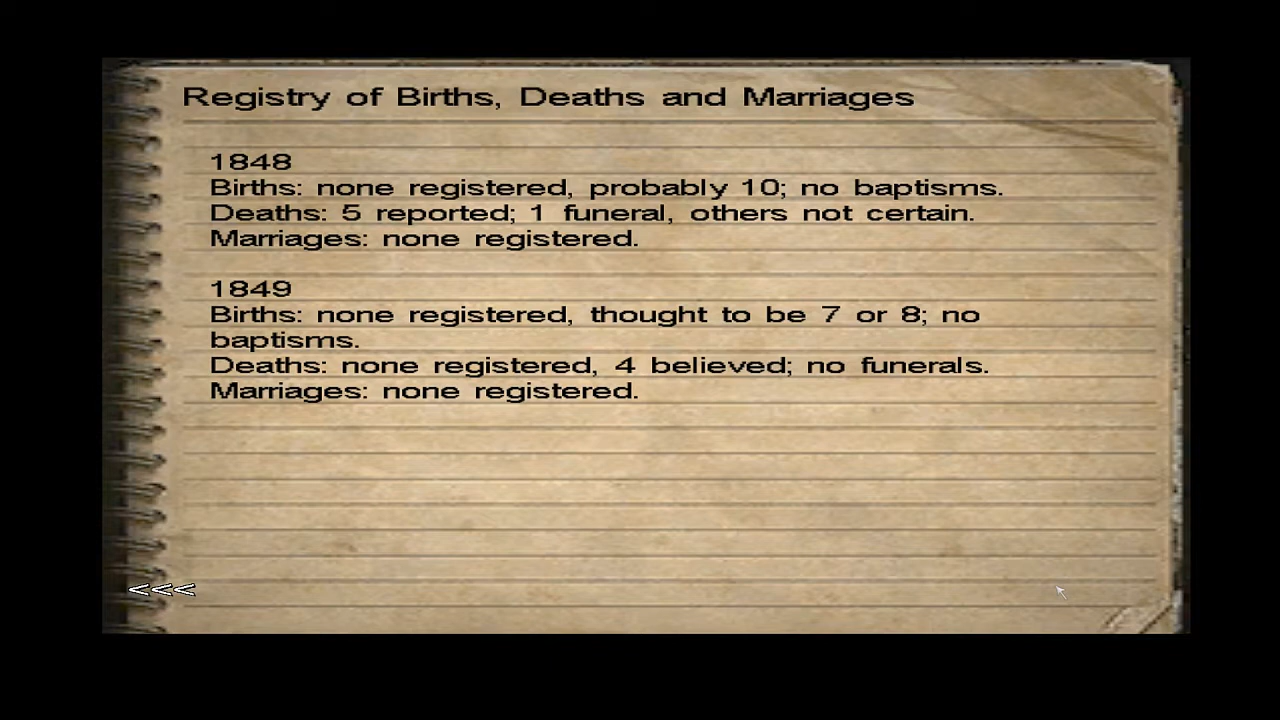 Registry of Births, Deaths and Marriages
1848
Births: none registered, probably 10; no baptisms.
Deaths: 5 reported; 1 funeral, others not certain.
Marriages: none registered.
1849
Births: none registered, thought to be 7 or 8; no
baptisms.
Deaths: none registered, 4 believed; no funerals.
Marriages: none registered.
<<<